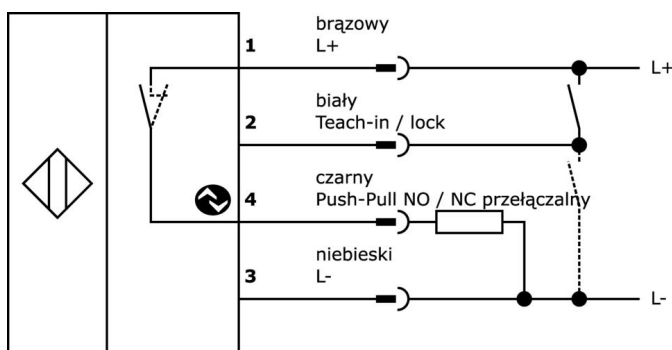 brązowy
1 L+ L+
biały
2 Teach-in / lock
czarny
4 Push-Pull NO / NC przełączalny
niebieski
3 L- L-